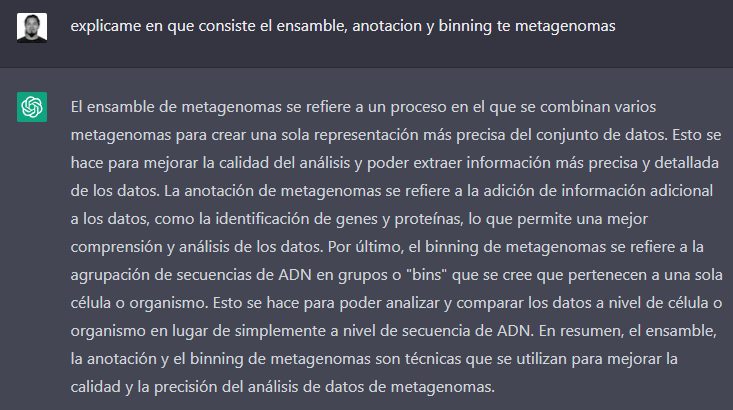 explicame en que consiste el ensamble, anotacion y binning te metagenomas
El ensamble de metagenomas se refiere a un proceso en el que se combinan varios
metagenomas para crear una sola representación más precisa del conjunto de datos. Esto se
hace para mejorar la calidad del análisis y poder extraer información más precisa y detallada
de los datos. La anotación de metagenomas se refiere a la adición de información adicional
a los datos, como la identificación de genes y proteínas, lo que permite una mejor
comprensión y análisis de los datos. Por último, el binning de metagenomas se refiere a la
agrupación de secuencias de ADN en grupos o "bins" que se cree que pertenecen a una sola
célula o organismo. Esto se hace para poder analizar y comparar los datos a nivel de célula o
organismo en lugar de simplemente a nivel de secuencia de ADN. En resumen, el ensamble,
la anotación y el binning de metagenomas son técnicas que se utilizan para mejorar la
calidad y la precisión del análisis de datos de metagenomas.